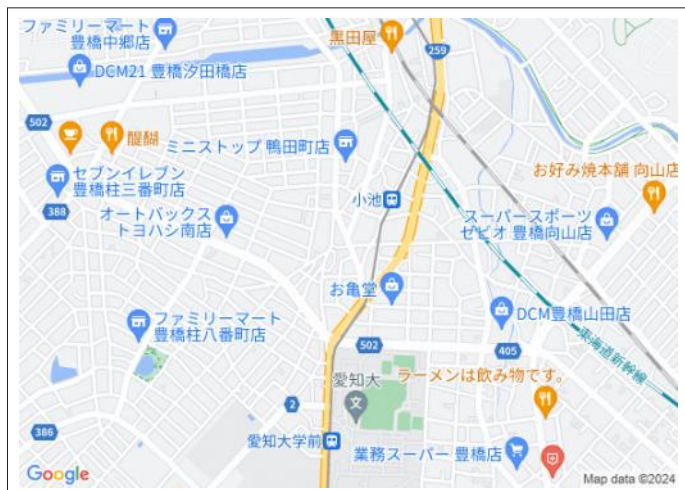 ファミリーマート
豊橋中郷店
黒田屋
259
DCM21 豊橋汐田橋店
502
醍醐
ミニストップ 鴨田町店
セブンイレブン
豊橋柱三番町店
お好み焼本舗 向山店
388
小池
オートバックス
トヨハシ南店
スーパースポーツ
ゼビオ 豊橋向山店
お亀堂
ファミリーマート
豊橋柱八番町店
DCM豊橋山田店
502
405
東海道新幹線
愛知大
ラーメンは飲み物です。
文
2
386
愛知大学前
業務スーパー 豊橋店
Google
Map data ©2024